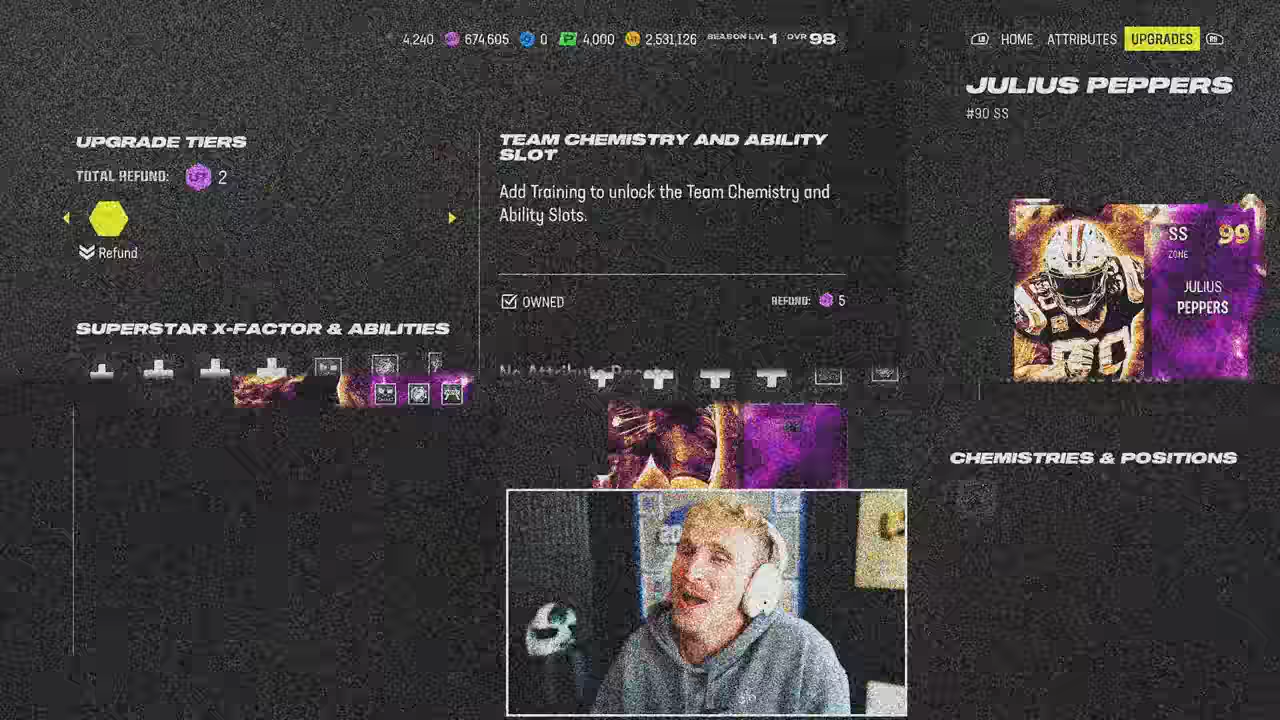 4,240 674,605 0 4,000 2,531,126 SEASON LVL 1 OVR 98
HOME ATTRIBUTES UPGRADES
JULIUS PEPPERS
#90 SS
UPGRADE TIERS
TOTAL REFUND: 2
Refund
TEAM CHEMISTRY AND ABILITY
SLOT
Add Training to unlock the Team Chemistry and
Ability Slots.
OWNED
REFUND: 5
SS 99
ZONE
JULIUS
PEPPERS
SUPERSTAR X-FACTOR & ABILITIES
No Attribute
CHEMISTRIES & POSITIONS